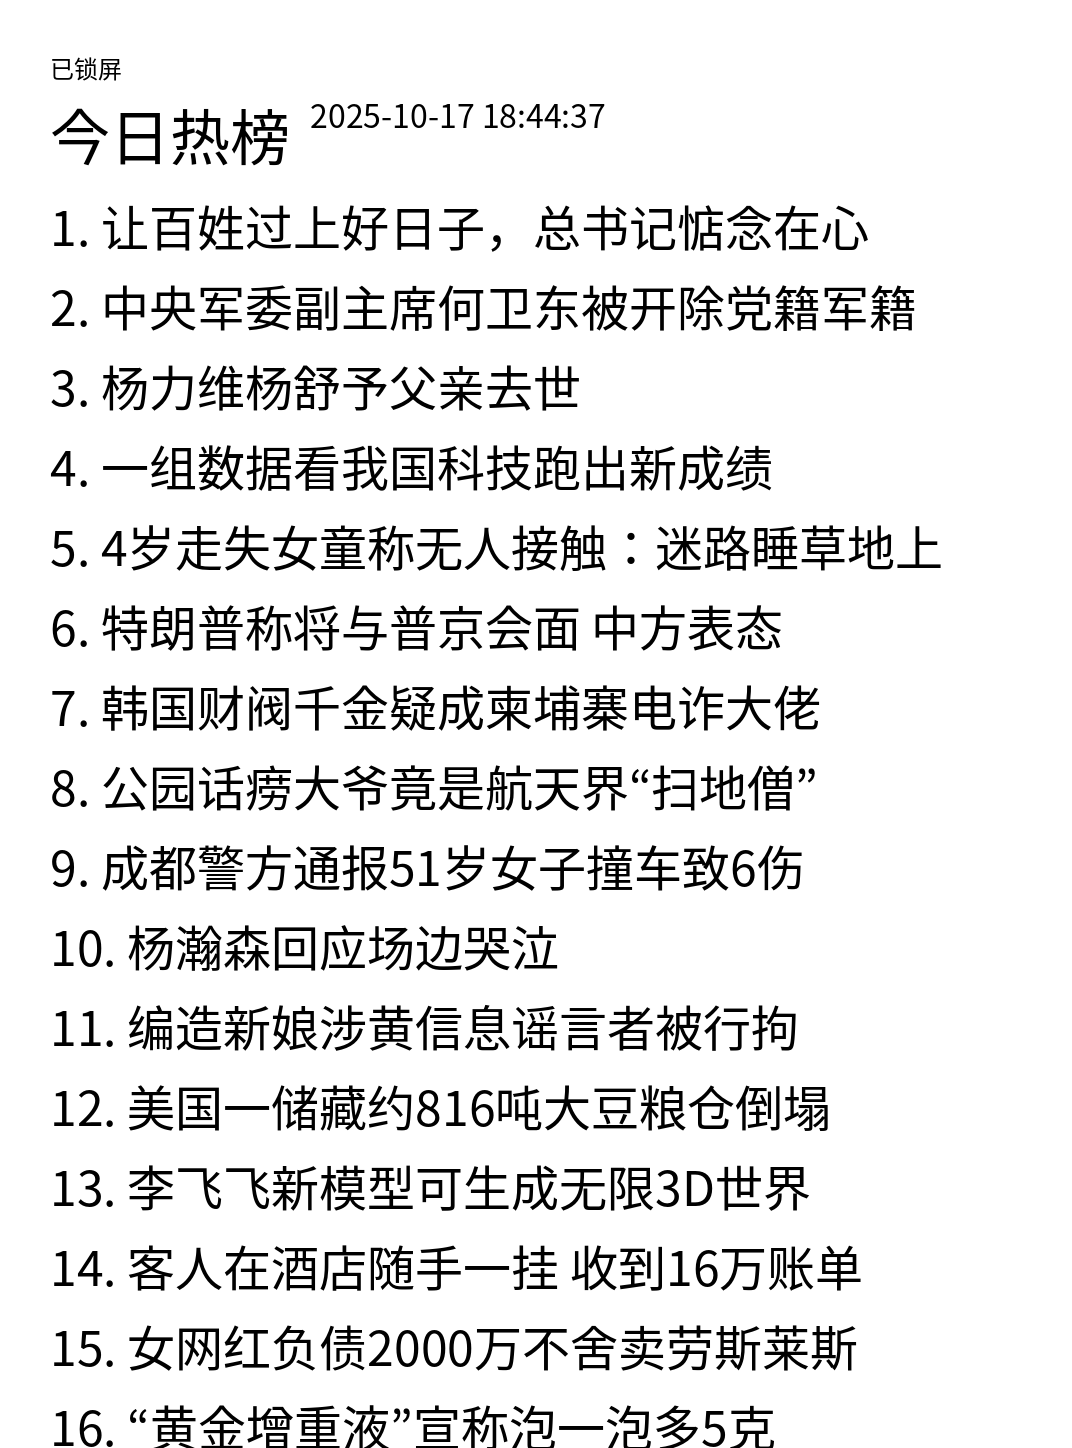 已锁屏
今日热榜 2025-10-17 18:44:37
1. 让百姓过上好日子，总书记惦念在心
2. 中央军委副主席何卫东被开除党籍军籍
3. 杨力维杨舒予父亲去世
4. 一组数据看我国科技跑出新成绩
5. 4岁走失女童称无人接触：迷路睡草地上
6. 特朗普称将与普京会面 中方表态
7. 韩国财阀千金疑成柬埔寨电诈大佬
8. 公园话痨大爷竟是航天界“扫地僧”
9. 成都警方通报51岁女子撞车致6伤
10. 杨瀚森回应场边哭泣
11. 编造新娘涉黄信息谣言者被行拘
12. 美国一储藏约816吨大豆粮仓倒塌
13. 李飞飞新模型可生成无限3D世界
14. 客人在酒店随手一挂 收到16万账单
15. 女网红负债2000万不舍卖劳斯莱斯
16. “黄金增重液”宣称泡一泡多5克